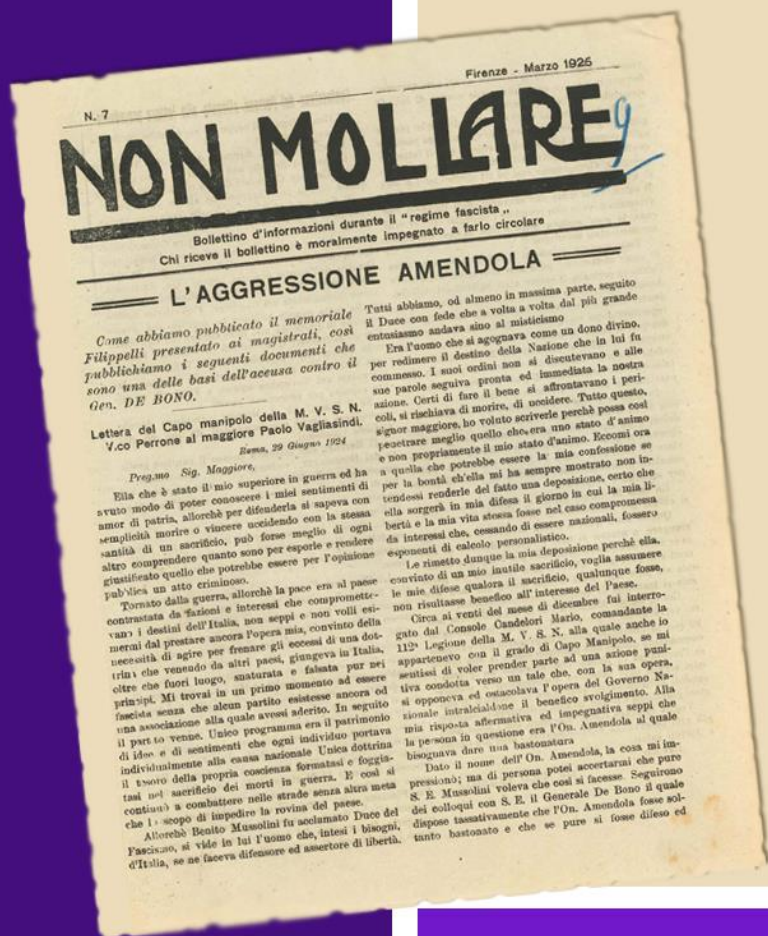 Firenze - Marzo 1925
N. 7
NON MOLLARE
Bollettino d'informazioni durante il "regime fascista „
Chi riceve il bollettino è moralmente impegnato a farlo circolare
L'AGGRESSIONE AMENDOLA
Come abbiamo pubblicato il memoriale
Filippelli presentato ai magistrati, così
pubblichiamo i seguenti documenti che
sono una delle basi dell'accusa contro il
Gen. DE BONO.
Lettera del Capo manipolo della M. V. S. N.
V.co Perrone al maggiore Paolo Vagliasindi.
Roma, 29 Giugno 1924
Preg.mo Sig. Maggiore,
Ella che è stato il mio superiore in guerra ed ha
avuto modo di poter conoscere i miei sentimenti di
amor di patria, allorchè per difenderla si sapeva con
semplicità morire o vincere uccidendo con la stessa
santità di un sacrificio, può forse meglio di ogni
altro comprendere quanto sono per esporle e rendere
giustificato quello che potrebbe essere per l'opinione
pubblica un atto criminoso.
Tornato dalla guerra, allorchè la pace era al paese
contrastata da fazioni e interessi che compromette-
vano i destini dell'Italia, non seppi e non volli esi-
mermi dal prestare ancora l'opera mia, convinto della
necessità di agire per frenare gli eccessi di una dot-
trina che venendo da altri paesi, giungeva in Italia,
oltre che fuori luogo, snaturata e falsata pur nei
principi. Mi trovai in un primo momento ad essere
fascista senza che alcun partito esistesse ancora od
una associazione alla quale avessi aderito. In seguito
il partito venne. Unico programma era il patrimonio
di idee e di sentimenti che ogni individuo portava
individualmente alla causa nazionale Unica dottrina
il tesoro della propria coscienza formatasi e foggia-
tasi nel sacrificio dei morti in guerra. E così si
continuò a combattere nelle strade senza altra meta
che lo scopo di impedire la rovina del paese.
Allorchè Benito Mussolini fu acclamato Duce del
Fascismo, si vide in lui l'uomo che, intesi i bisogni,
d'Italia, se ne faceva difensore ed assertore di libertà.
Tutti abbiamo, od almeno in massima parte, seguito
il Duce con fede che a volta a volta dal più grande
entusiasmo andava sino al misticismo
Era l'uomo che si agognava come un dono divino,
per redimere il destino della Nazione che in lui fu
commesso. I suoi ordini non si discutevano e alle
sue parole seguiva pronta ed immediata la nostra
azione. Certi di fare il bene si affrontavano i peri-
coli, si rischiava di morire, di uccidere. Tutto questo,
signor maggiore, ho voluto scriverle perchè possa così
penetrare meglio quello che era uno stato d'animo
e non propriamente il mio stato d'animo. Eccomi ora
a quella che potrebbe essere la mia confessione se
per la bontà ch'ella mi ha sempre mostrato non in-
tendessi renderle del fatto una deposizione, certo che
ella sorgerà in mia difesa il giorno in cui la mia li-
bertà e la mia vita stessa fosse nel caso compromessa
da interessi che, cessando di essere nazionali, fossero
esponenti di calcolo personalistico.
Le rimetto dunque la mia deposizione perchè ella,
convinto di un mio inutile sacrificio, voglia assumere
le mie difese qualora il sacrificio, qualunque fosse,
non risultasse benefico all'interesse del Paese.
Circa ai venti del mese di dicembre fui interro-
gato dal Console Candelori Mario, comandante la
112ª Legione della M. V. S. N. alla quale anche io
appartenevo con il grado di Capo Manipolo, se mi
sentissi di voler prender parte ad una azione puni-
tiva condotta verso un tale che, con la sua opera,
si opponeva ed ostacolava l'opera del Governo Na-
zionale intralciandone il benefico svolgimento. Alla
mia risposta affermativa ed impegnativa seppi che
la persona in questione era l'On. Amendola al quale
bisognava dare una bastonatura
Dato il nome dell'On. Amendola, la cosa mi im-
pressionò; ma di persona potei accertarmi che pure
S. E. Mussolini voleva che così si facesse. Seguirono
dei colloqui con S. E. il Generale De Bono il quale
dispose tassativamente che l'On. Amendola fosse sol-
tanto bastonato e che se pure si fosse difeso ed